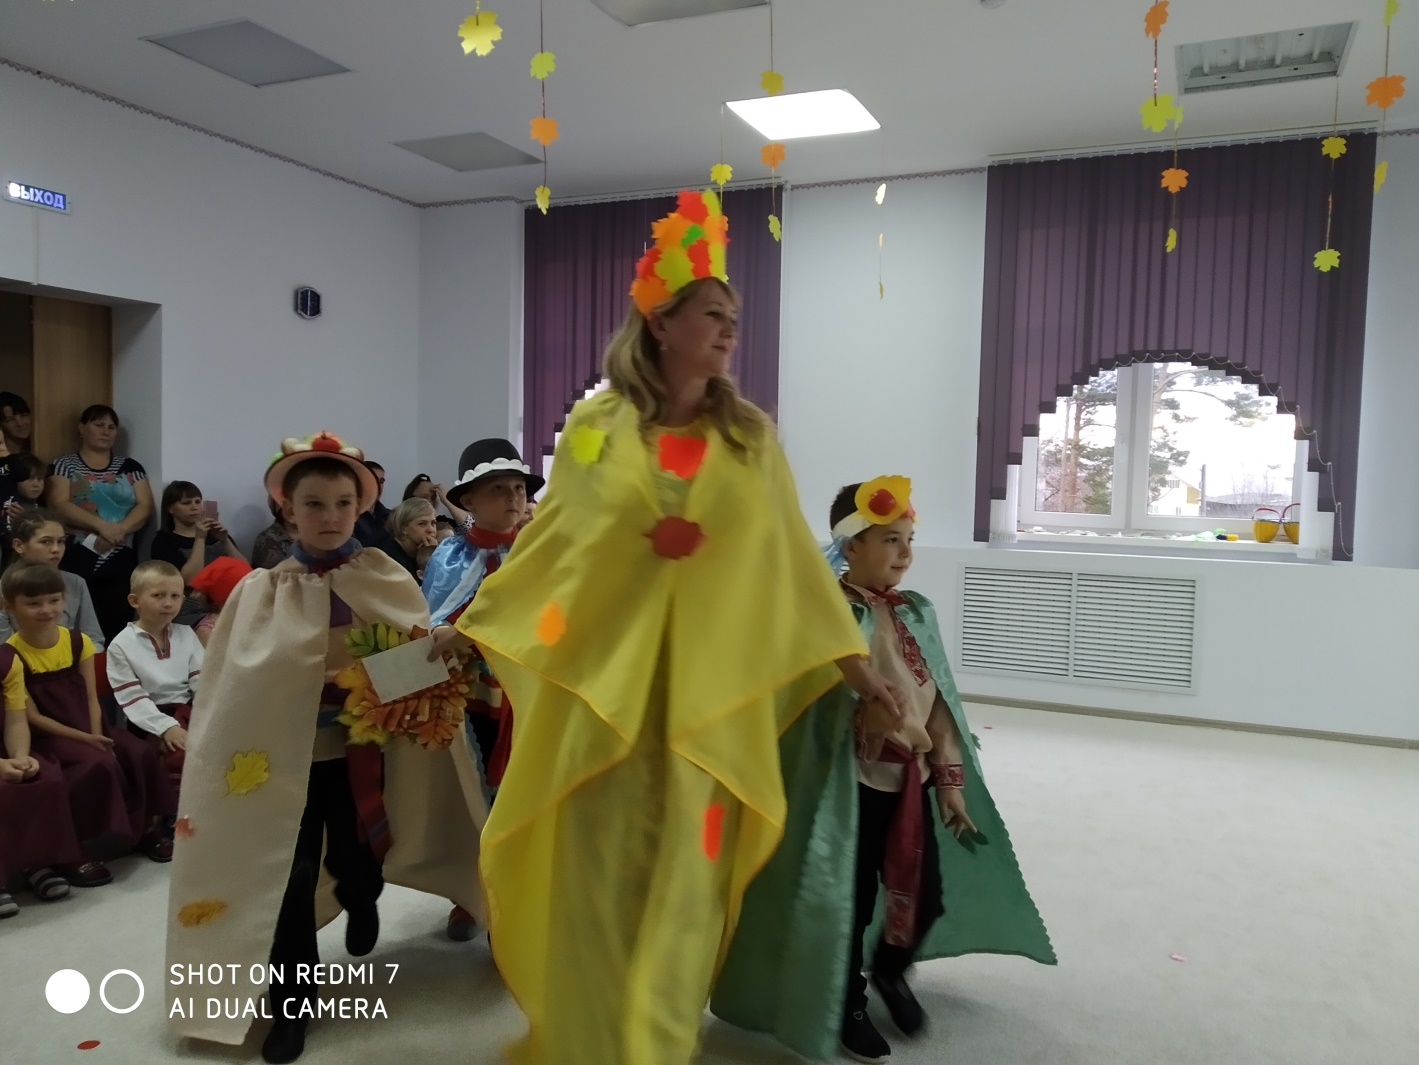 ВЫХОД
SHOT ON REDMI 7
AI DUAL CAMERA